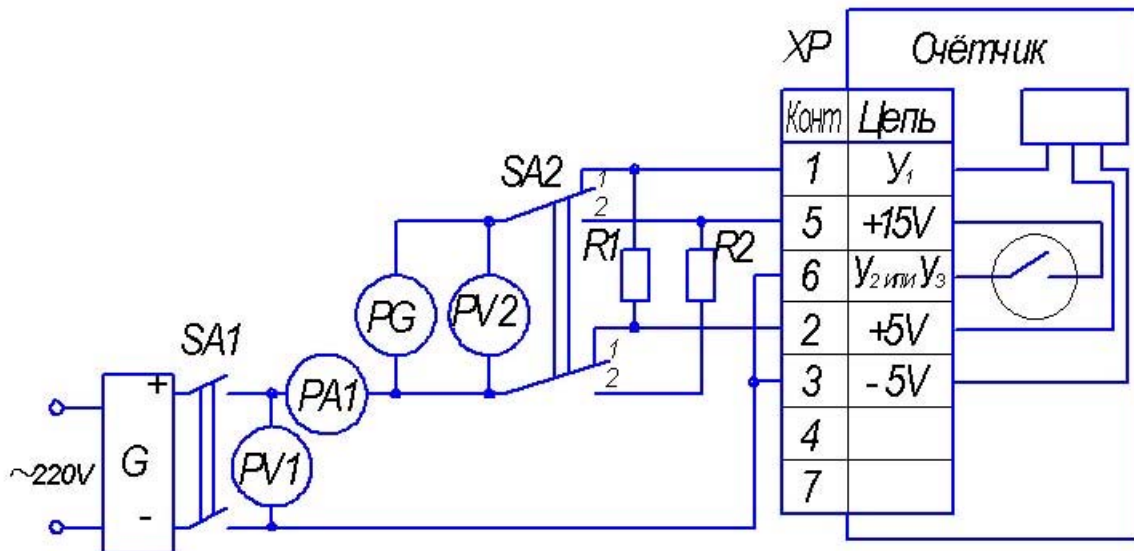 XP
Счётчик
Конт Цепь
1 У₁
5 +15V
6 У₂ или У₃
2 +5V
3 - 5V
4
7
SA2
1
2
R1
R2
PG
PV2
1
2
SA1
+
PA1
~220V
G
PV1
-